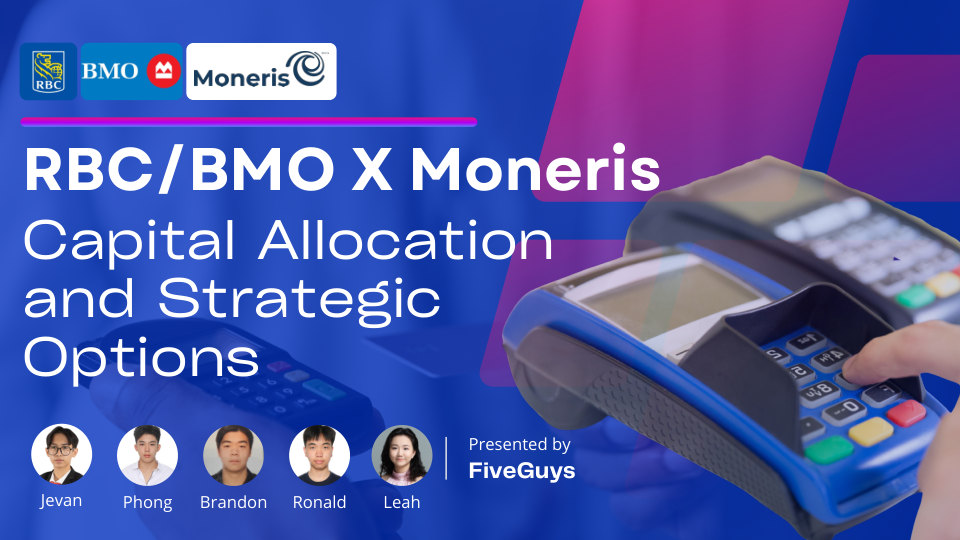 RBC
BMO
Moneris
RBC/BMO X Moneris
Capital Allocation
and Strategic
Options
Jevan
Phong
Brandon
Ronald
Leah
Presented by
FiveGuys